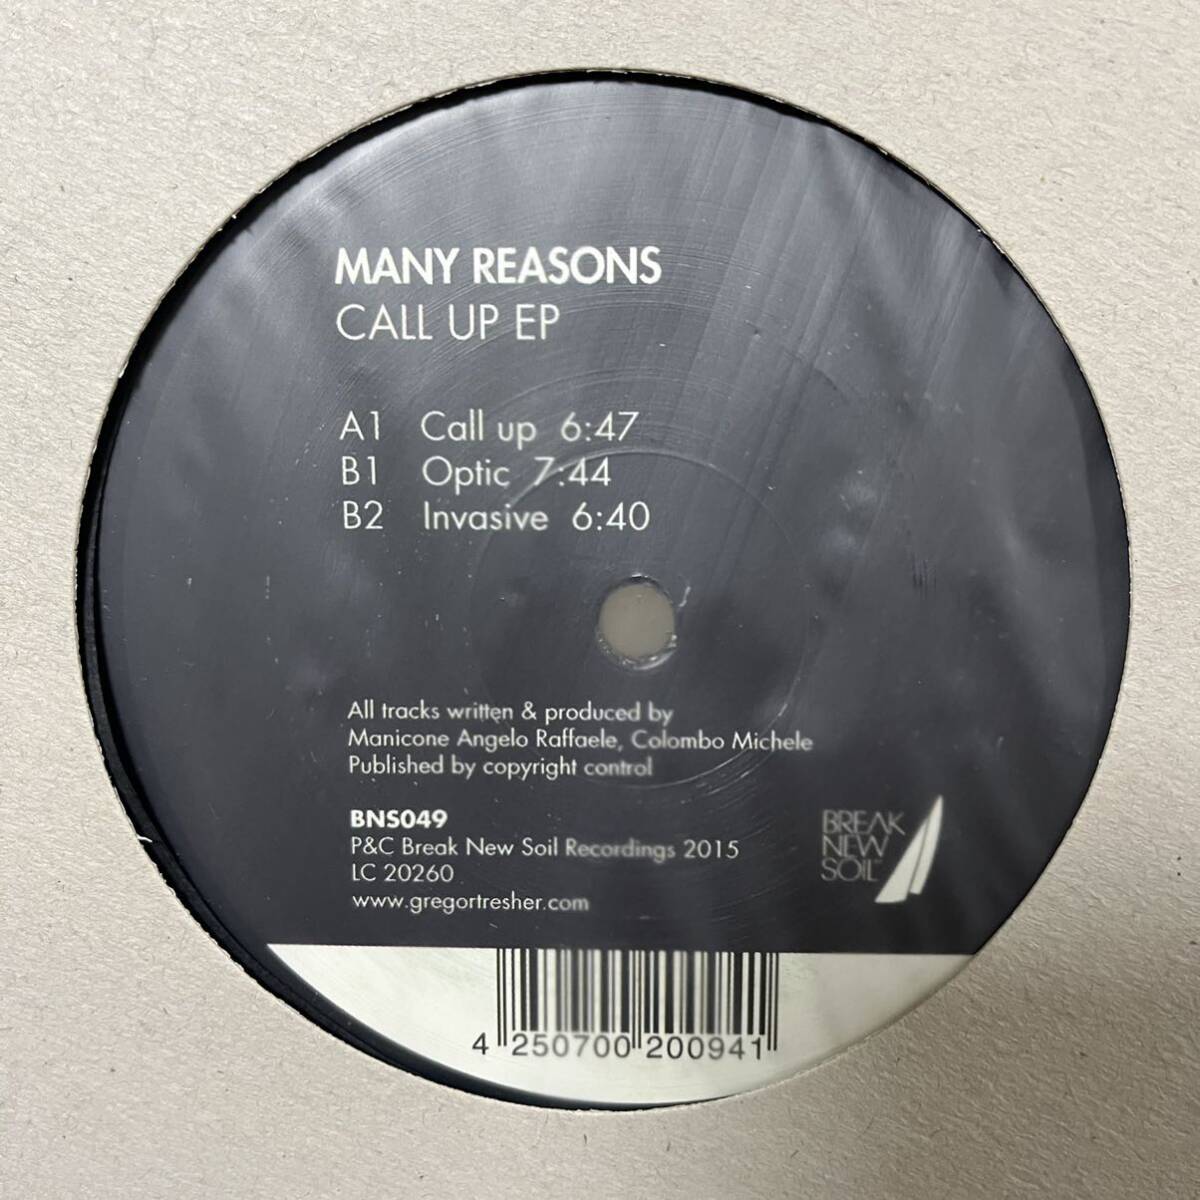 MANY REASONS
CALL UP EP
A1 Call up 6:47
B1 Optic 7:44
B2 Invasive 6:40
All tracks written & produced by
Manicone Angelo Raffaele, Colombo Michele
Published by copyright control
BNS049
P&C Break New Soil Recordings 2015
LC 20260
www.gregortresher.com
BREAK
NEW
SOIL
4 250700 200941